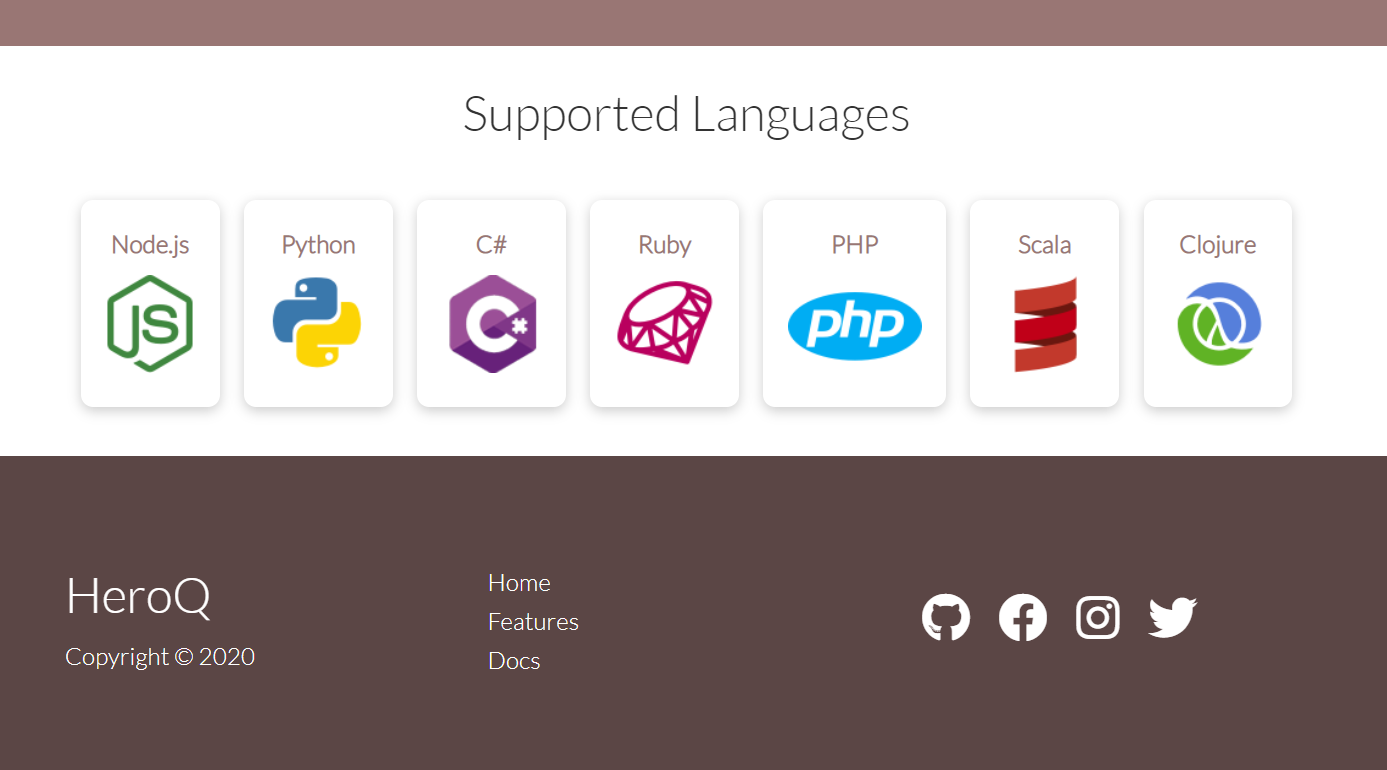 Supported Languages
Node.js
Python
C#
Ruby
PHP
Scala
Clojure
JS
C#
php
HeroQ
Copyright © 2020
Home
Features
Docs